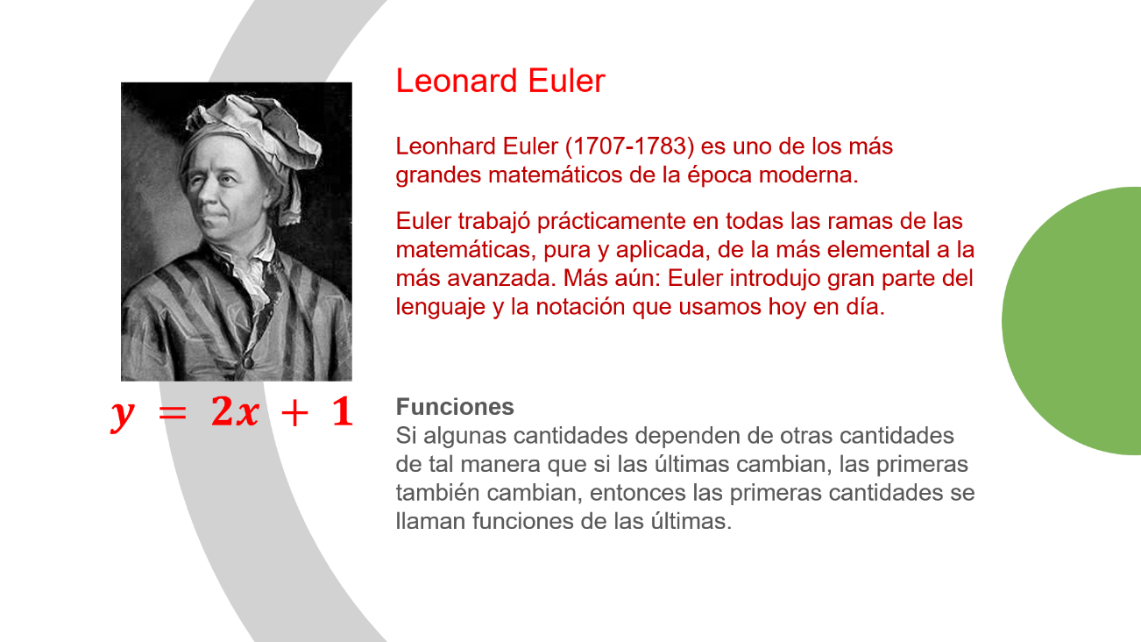 Leonard Euler
Leonhard Euler (1707-1783) es uno de los más
grandes matemáticos de la época moderna.
Euler trabajó prácticamente en todas las ramas de las
matemáticas, pura y aplicada, de la más elemental a la
más avanzada. Más aún: Euler introdujo gran parte del
lenguaje y la notación que usamos hoy en día.
y = 2x + 1
Funciones
Si algunas cantidades dependen de otras cantidades
de tal manera que si las últimas cambian, las primeras
también cambian, entonces las primeras cantidades se
llaman funciones de las últimas.